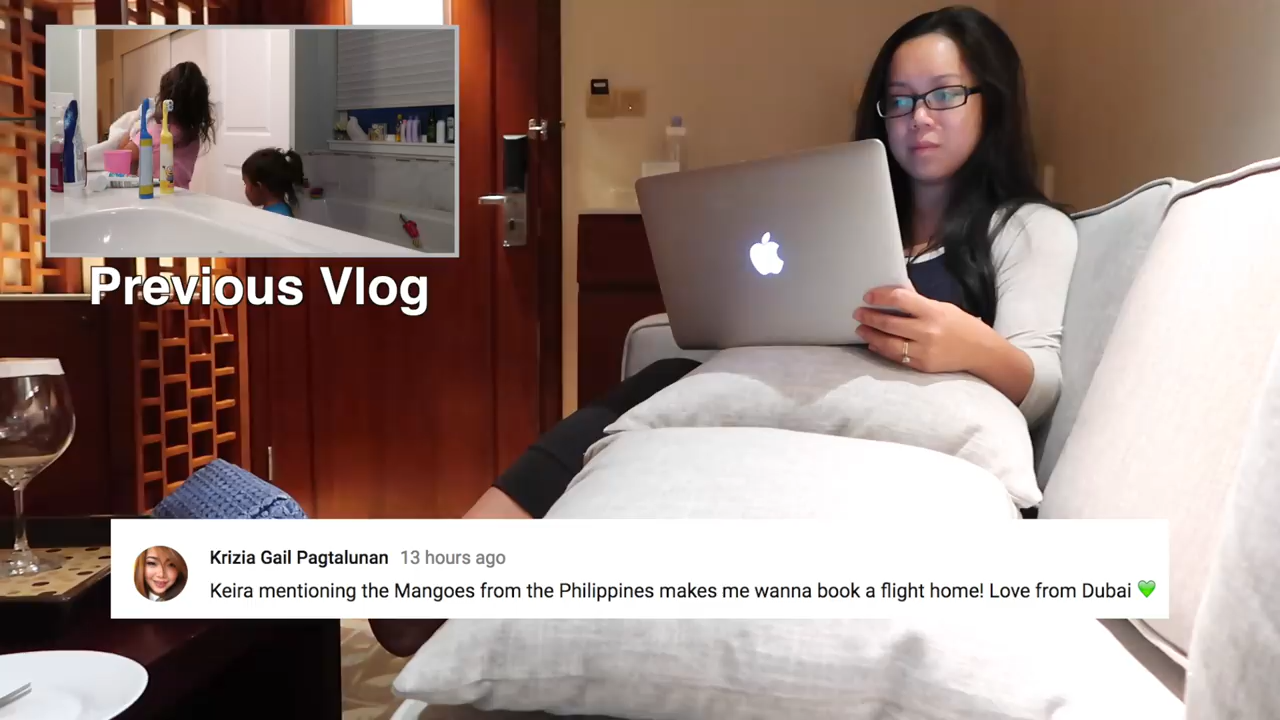 Previous Vlog
Krizia Gail Pagtalunan 13 hours ago
Keira mentioning the Mangoes from the Philippines makes me wanna book a flight home! Love from Dubai 💚